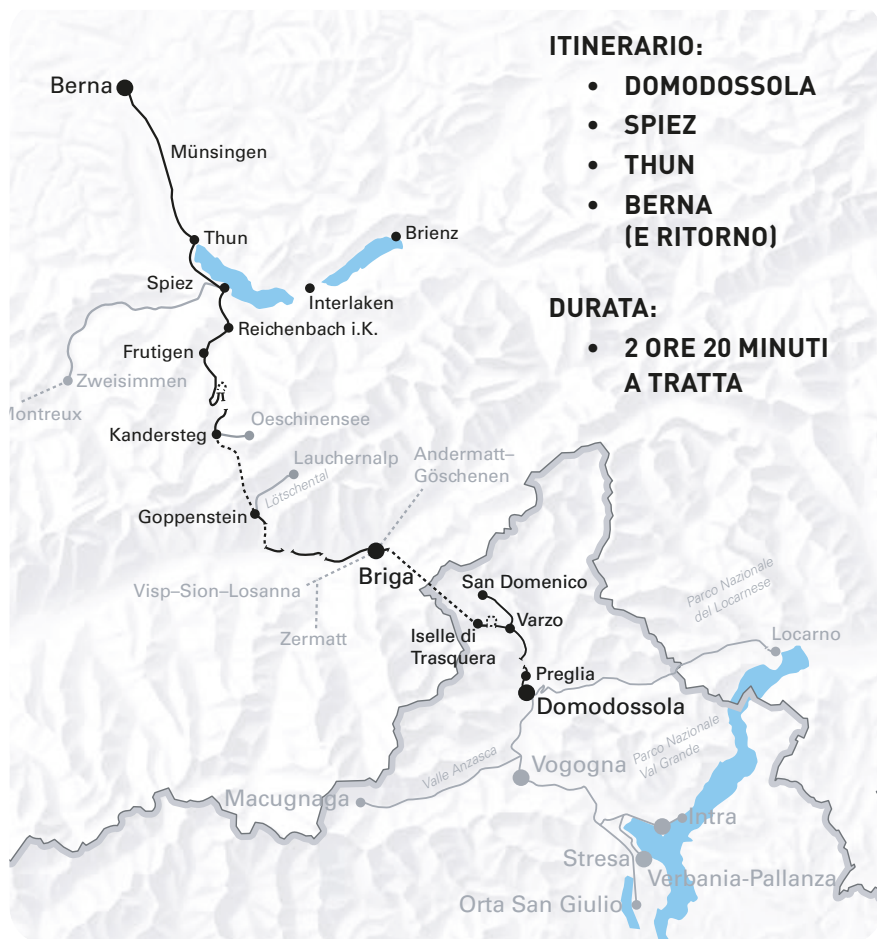 ITINERARIO:
• DOMODOSSOLA
• SPIEZ
• THUN
• BERNA
(E RITORNO)
DURATA:
• 2 ORE 20 MINUTI
A TRATTA
Berna
Münsingen
Thun
Brienz
Spiez
Interlaken
Reichenbach i.K.
Frutigen
Zweisimmen
Montreux
Oeschinensee
Kandersteg
Andermatt–
Göschenen
Lauchernalp
Lötschental
Goppenstein
Briga
Visp–Sion–Losanna
Zermatt
San Domenico
Iselle di
Trasquera
Varzo
Parco Nazionale
del Locarnese
Locarno
Preglia
Domodossola
Parco Nazionale
Val Grande
Valle Anzasca
Vogogna
Macugnaga
Intra
Stresa
Verbania-Pallanza
Orta San Giulio